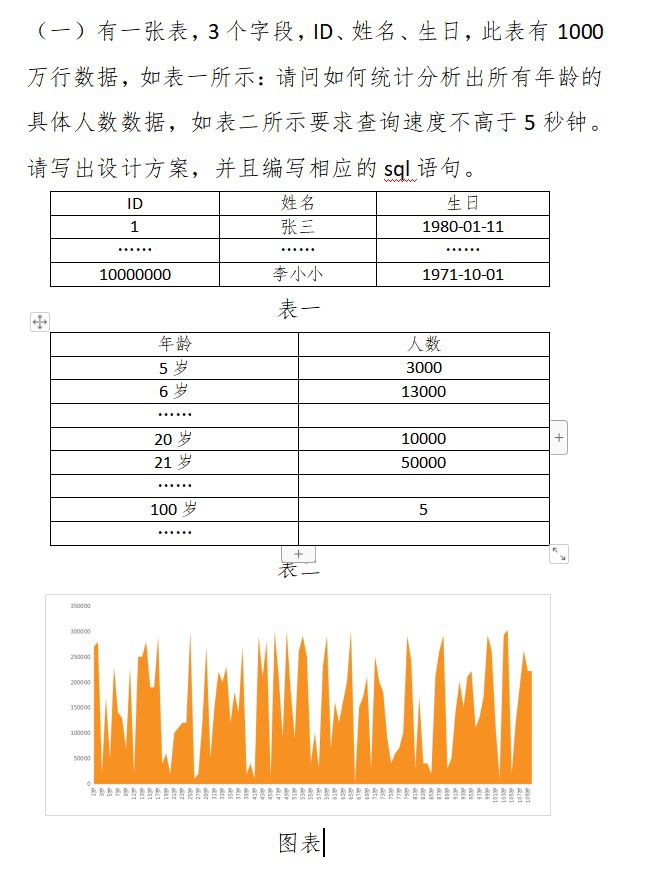 （一）有一张表，3个字段，ID、姓名、生日，此表有 1000
万行数据，如表一所示：请问如何统计分析出所有年龄的
具体人数数据，如表二所示要求查询速度不高于 5 秒钟。
请写出设计方案，并且编写相应的 sql 语句。
ID 姓名 生日
1 张三 1980-01-11
…… …… ……
10000000 李小小 1971-10-01
表一
年龄 人数
5 岁 3000
6 岁 13000
……
20 岁 10000
21 岁 50000
……
100 岁 5
……
表二
350000
300000
250000
200000
150000
100000
50000
0
图表